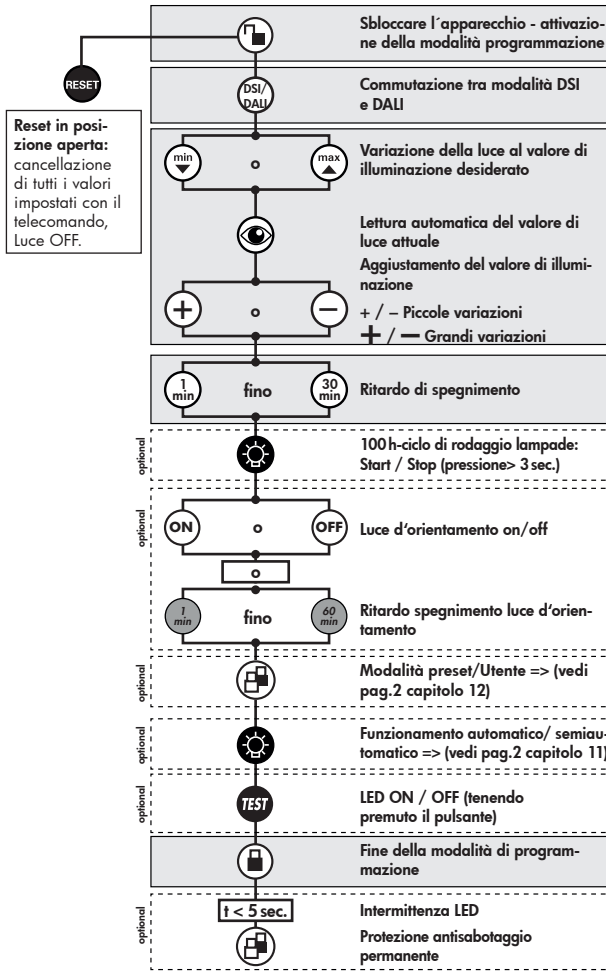 Sbloccare l´apparecchio - attivazio-
ne della modalità programmazione
RESET
Reset in posi-
zione aperta:
cancellazione
di tutti i valori
impostati con il
telecomando,
Luce OFF.
DSI/
DALI
Commutazione tra modalità DSI
e DALI
min
o
max
Variazione della luce al valore di
illuminazione desiderato
Lettura automatica del valore di
luce attuale
Aggiustamento del valore di illumi-
nazione
+
o
–
+ / – Piccole variazioni
+ / – Grandi variazioni
1
min
fino
30
min
Ritardo di spegnimento
optional
100 h-ciclo di rodaggio lampade:
Start / Stop (pressione> 3 sec.)
optional
ON
o
OFF
Luce d'orientamento on/off
o
1
min
fino
60
min
Ritardo spegnimento luce d'orien-
tamento
optional
Modalità preset/Utente => (vedi
pag.2 capitolo 12)
optional
Funzionamento automatico/ semiau-
tomatico => (vedi pag.2 capitolo 11)
optional
TEST
LED ON / OFF (tenendo
premuto il pulsante)
Fine della modalità di program-
mazione
optional
t < 5 sec.
Intermittenza LED
Protezione antisabotaggio
permanente